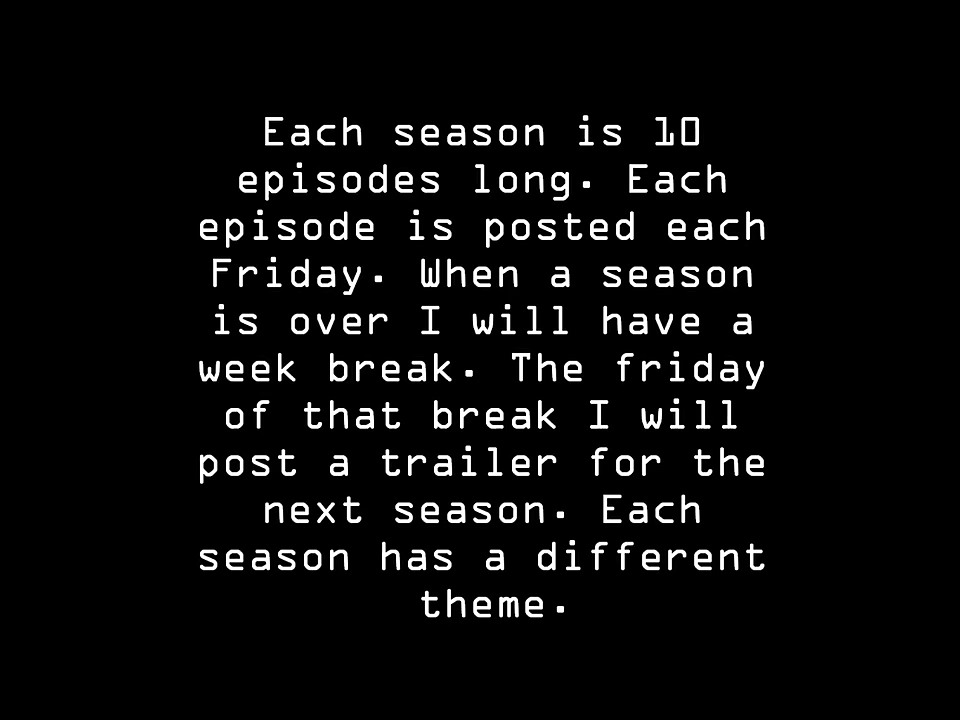 Each season is 10
episodes long. Each
episode is posted each
Friday. When a season
is over I will have a
week break. The friday
of that break I will
post a trailer for the
next season. Each
season has a different
theme.